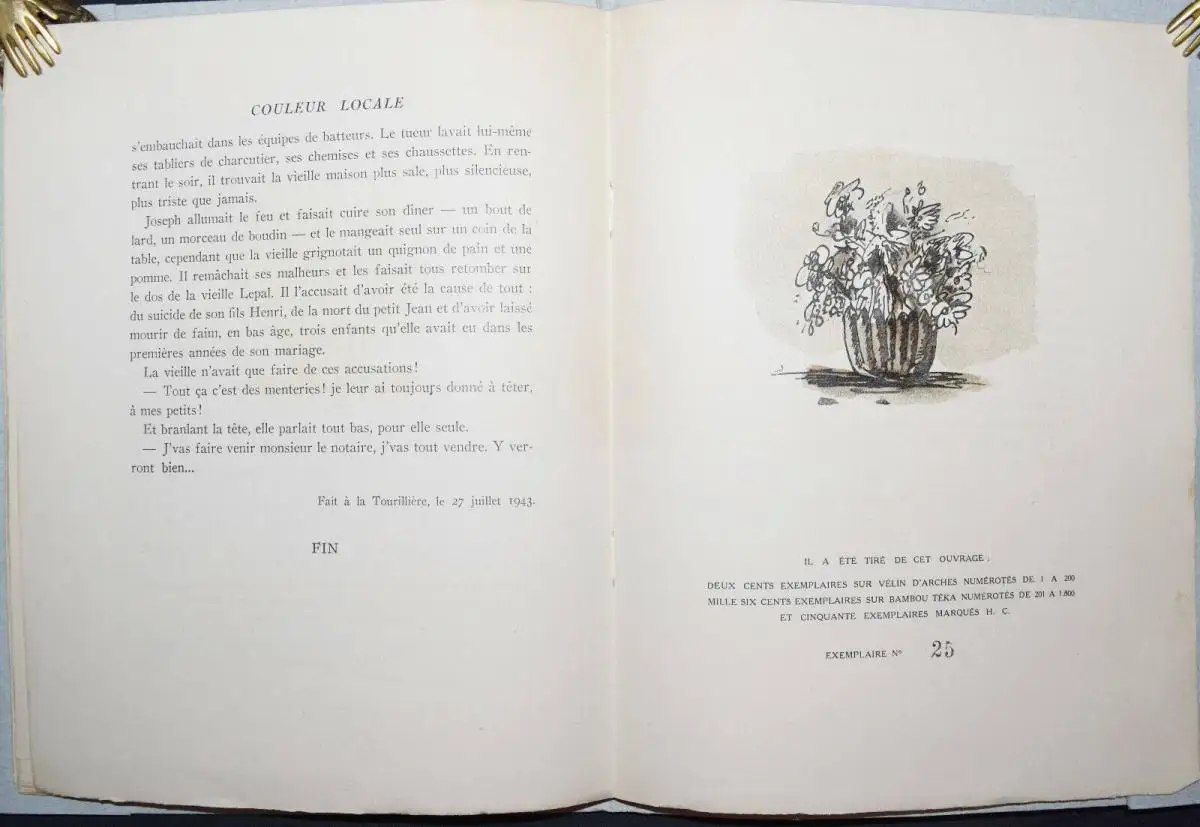 COULEUR LOCALE
s'embauchait dans les équipes de batteurs. Le tueur lavait lui-même
ses tabliers de charcutier, ses chemises et ses chaussettes. En ren-
trant le soir, il trouvait la vieille maison plus sale, plus silencieuse,
plus triste que jamais.
Joseph allumait le feu et faisait cuire son dîner — un bout de
lard, un morceau de boudin — et le mangeait seul sur un coin de la
table, cependant que la vieille grignotait un quignon de pain et une
pomme. Il remâchait ses malheurs et les faisait tous retomber sur
le dos de la vieille Lepal. Il l'accusait d'avoir été la cause de tout :
du suicide de son fils Henri, de la mort du petit Jean et d'avoir laissé
mourir de faim, en bas âge, trois enfants qu'elle avait eu dans les
premières années de son mariage.
La vieille n'avait que faire de ces accusations !
— Tout ça c'est des menteries ! je leur ai toujours donné à têter,
à mes petits !
Et branlant la tête, elle parlait tout bas, pour elle seule.
— J'vas faire venir monsieur le notaire, j'vas tout vendre. Y ver-
ront bien...
Fait à la Tourillière, le 27 juillet 1943.
FIN
IL A ÉTÉ TIRÉ DE CET OUVRAGE :
DEUX CENTS EXEMPLAIRES SUR VÉLIN D'ARCHES NUMÉROTÉS DE 1 A 200
MILLE SIX CENTS EXEMPLAIRES SUR BAMBOU TÉKA NUMÉROTÉS DE 201 A 1.800
ET CINQUANTE EXEMPLAIRES MARQUÉS H. C.
EXEMPLAIRE N° 25